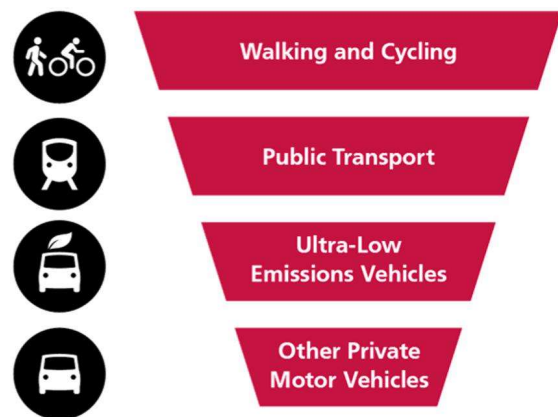 Walking and Cycling
Public Transport
Ultra-Low
Emissions Vehicles
Other Private
Motor Vehicles